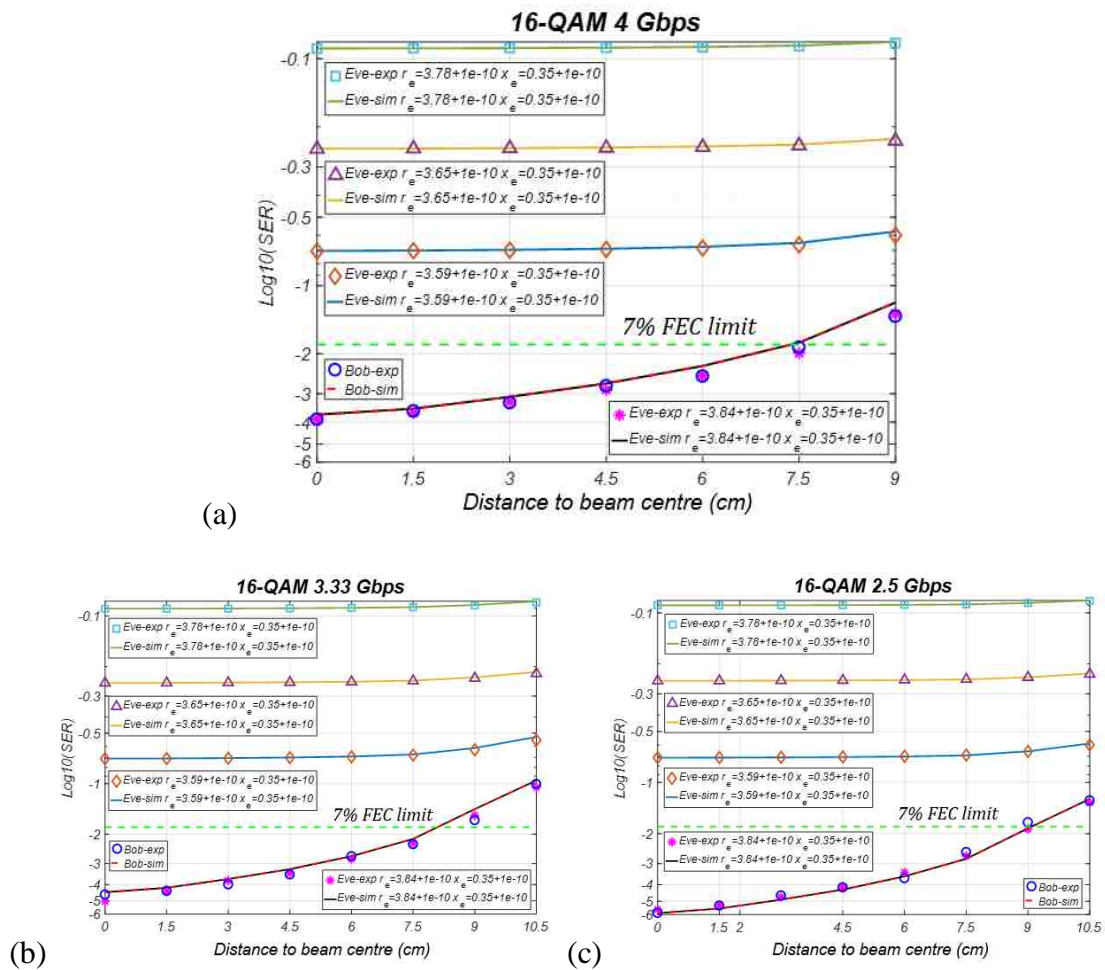 16-QAM 4 Gbps
Log10(SER)
-0.1
-0.3
-0.5
-1
-2
-3
-4
-5
-6
Eve-exp r_e=3.78+1e-10 x_e=0.35+1e-10
Eve-sim r_e=3.78+1e-10 x_e=0.35+1e-10
Eve-exp r_e=3.65+1e-10 x_e=0.35+1e-10
Eve-sim r_e=3.65+1e-10 x_e=0.35+1e-10
Eve-exp r_e=3.59+1e-10 x_e=0.35+1e-10
Eve-sim r_e=3.59+1e-10 x_e=0.35+1e-10
7% FEC limit
Bob-exp
Bob-sim
Eve-exp r_e=3.84+1e-10 x_e=0.35+1e-10
Eve-sim r_e=3.84+1e-10 x_e=0.35+1e-10
0 1.5 3 4.5 6 7.5 9
Distance to beam centre (cm)
(a)
16-QAM 3.33 Gbps
Log10(SER)
-0.1
-0.3
-0.5
-1
-2
-3
-4
-5
-6
Eve-exp r_e=3.78+1e-10 x_e=0.35+1e-10
Eve-sim r_e=3.78+1e-10 x_e=0.35+1e-10
Eve-exp r_e=3.65+1e-10 x_e=0.35+1e-10
Eve-sim r_e=3.65+1e-10 x_e=0.35+1e-10
Eve-exp r_e=3.59+1e-10 x_e=0.35+1e-10
Eve-sim r_e=3.59+1e-10 x_e=0.35+1e-10
7% FEC limit
Bob-exp
Bob-sim
Eve-exp r_e=3.84+1e-10 x_e=0.35+1e-10
Eve-sim r_e=3.84+1e-10 x_e=0.35+1e-10
0 1.5 3 4.5 6 7.5 9 10.5
Distance to beam centre (cm)
(b)
16-QAM 2.5 Gbps
Log10(SER)
-0.1
-0.3
-0.5
-1
-2
-3
-4
-5
-6
Eve-exp r_e=3.78+1e-10 x_e=0.35+1e-10
Eve-sim r_e=3.78+1e-10 x_e=0.35+1e-10
Eve-exp r_e=3.65+1e-10 x_e=0.35+1e-10
Eve-sim r_e=3.65+1e-10 x_e=0.35+1e-10
Eve-exp r_e=3.59+1e-10 x_e=0.35+1e-10
Eve-sim r_e=3.59+1e-10 x_e=0.35+1e-10
7% FEC limit
Eve-exp r_e=3.84+1e-10 x_e=0.35+1e-10
Eve-sim r_e=3.84+1e-10 x_e=0.35+1e-10
Bob-exp
Bob-sim
0 1.5 2 4.5 6 7.5 9 10.5
Distance to beam centre (cm)
(c)